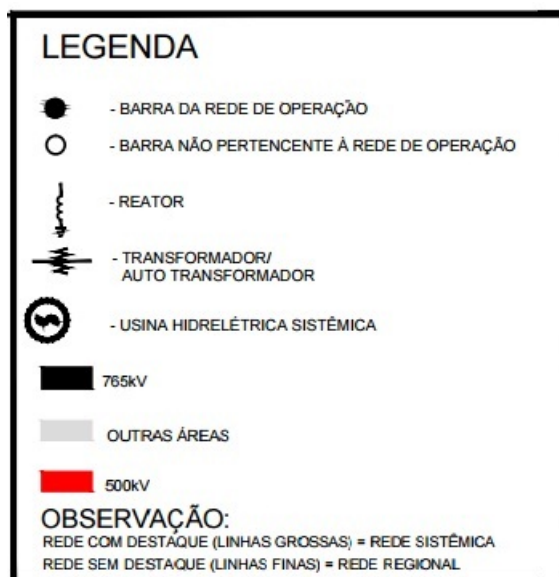 LEGENDA
- BARRA DA REDE DE OPERAÇÃO
- BARRA NÃO PERTENCENTE À REDE DE OPERAÇÃO
- REATOR
- TRANSFORMADOR/
AUTO TRANSFORMADOR
- USINA HIDRELÉTRICA SISTÊMICA
765kV
OUTRAS ÁREAS
500kV
OBSERVAÇÃO:
REDE COM DESTAQUE (LINHAS GROSSAS) = REDE SISTÊMICA
REDE SEM DESTAQUE (LINHAS FINAS) = REDE REGIONAL